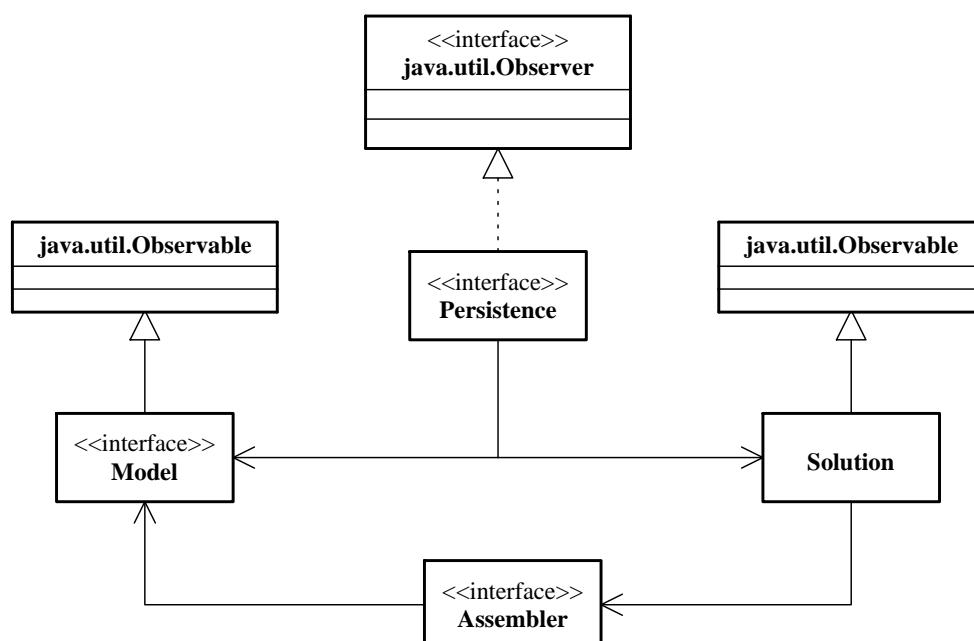 <<interface>>
java.util.Observer
java.util.Observable
java.util.Observable
<<interface>>
Persistence
<<interface>>
Model
Solution
<<interface>>
Assembler